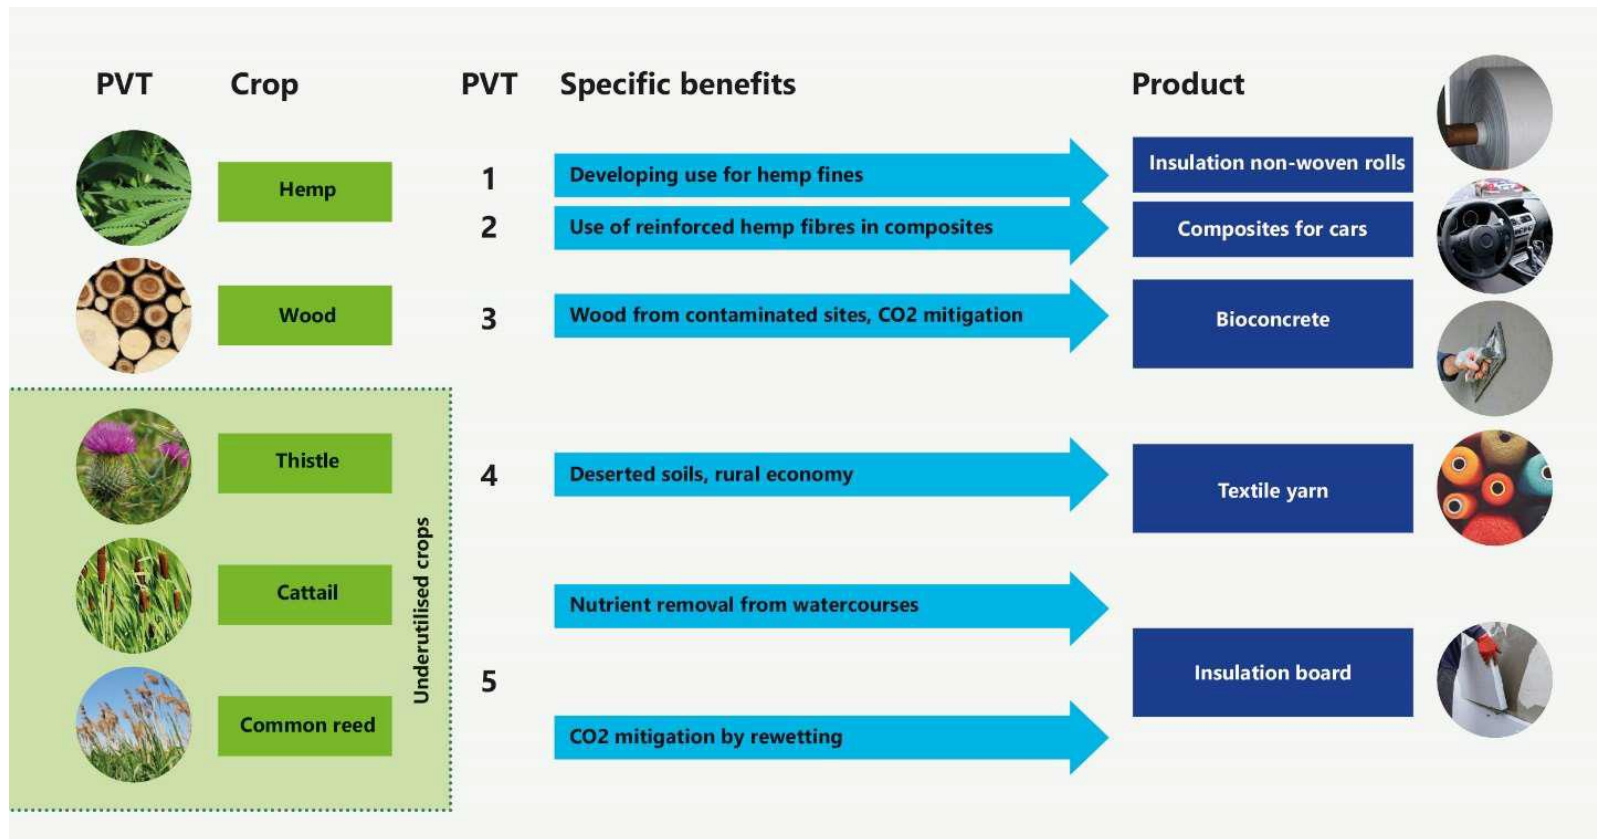 PVT Crop PVT Specific benefits Product
Hemp
1
Developing use for hemp fines
Insulation non-woven rolls
2
Use of reinforced hemp fibres in composites
Composites for cars
Wood
3
Wood from contaminated sites, CO2 mitigation
Bioconcrete
Underutilised crops
Thistle
4
Deserted soils, rural economy
Textile yarn
Cattail
Nutrient removal from watercourses
5
Insulation board
Common reed
CO2 mitigation by rewetting